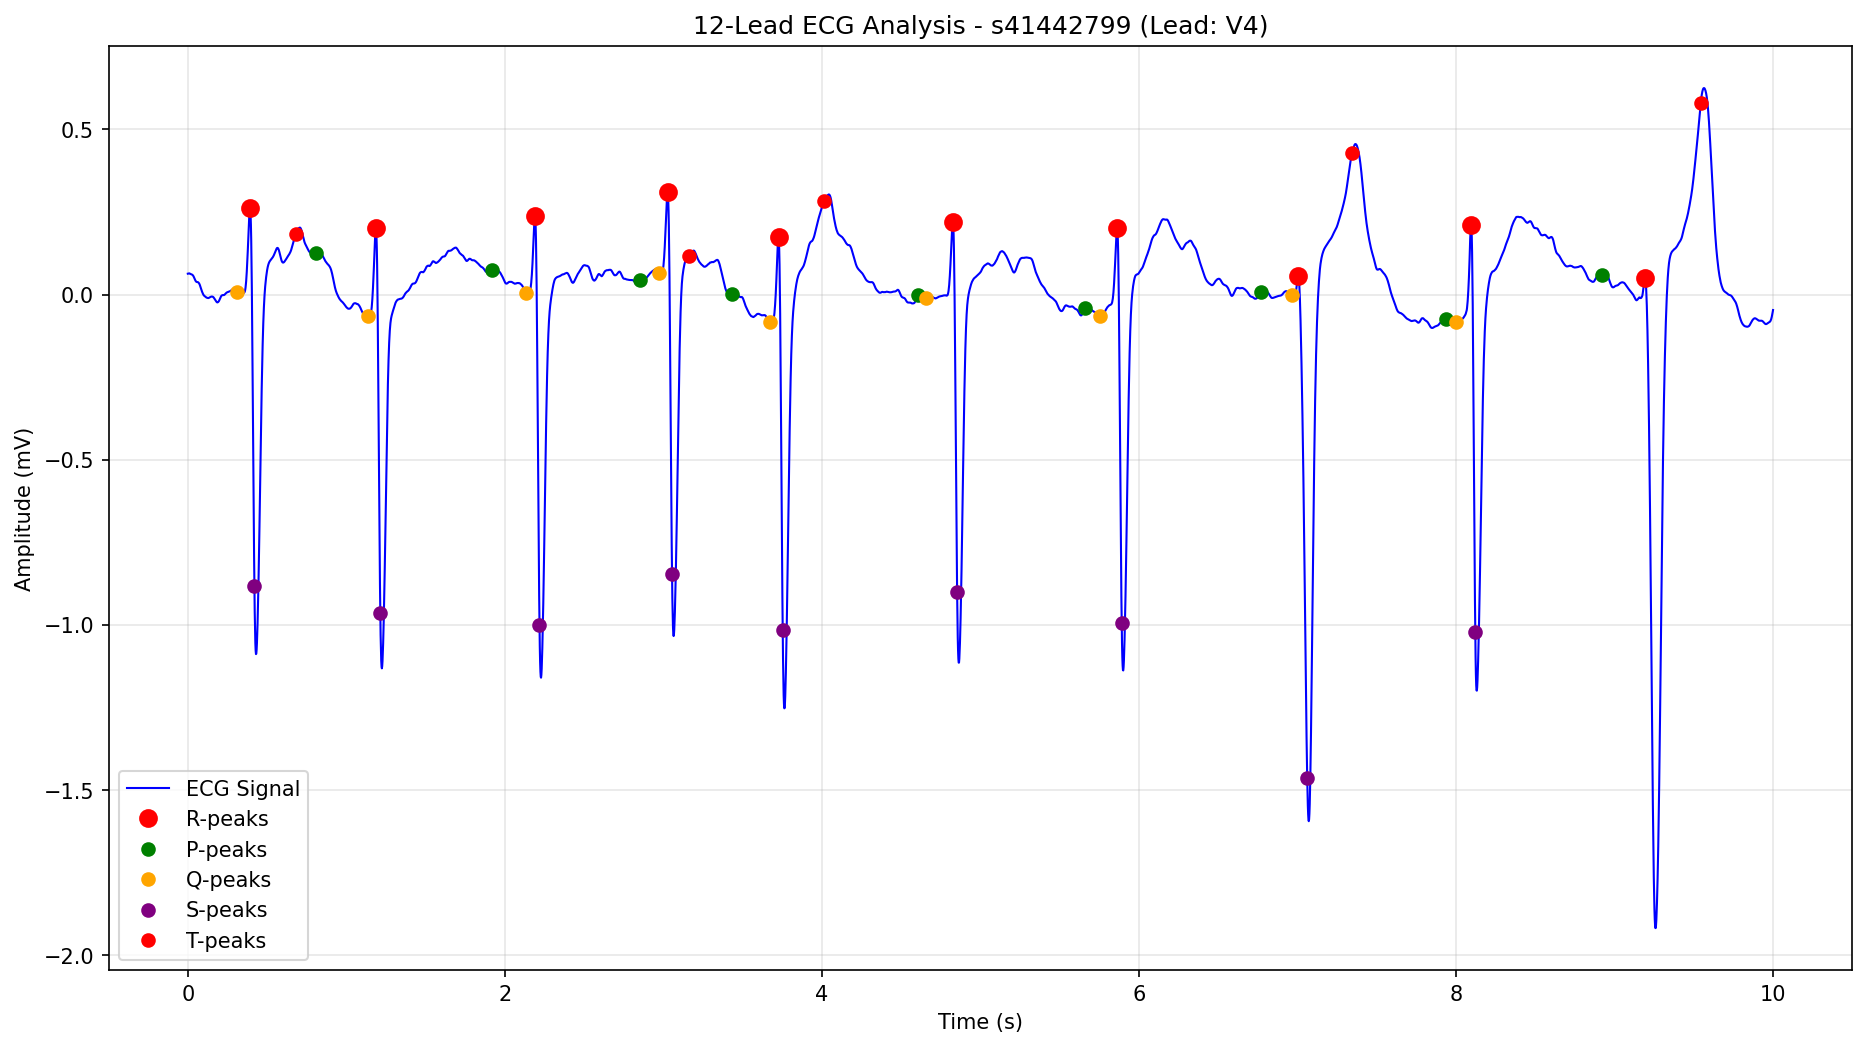 12-Lead ECG Analysis - s41442799 (Lead: V4)
Amplitude (mV)
0.5
0.0
−0.5
−1.0
−1.5
−2.0
ECG Signal
R-peaks
P-peaks
Q-peaks
S-peaks
T-peaks
0 2 4 6 8 10
Time (s)